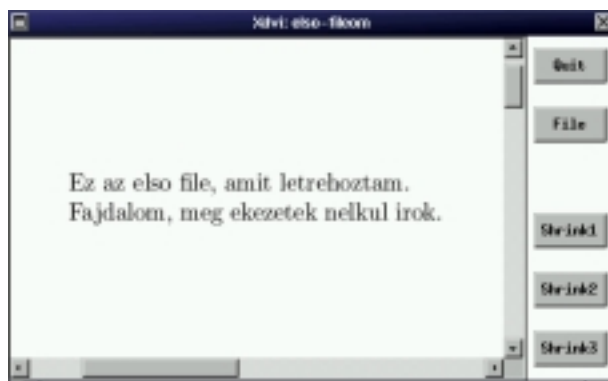 Xdvi: elso-fileom
Ez az elso file, amit letrehoztam.
Fajdalom, meg ekezetek nelkul irok.
Quit
File
Shrink1
Shrink2
Shrink3